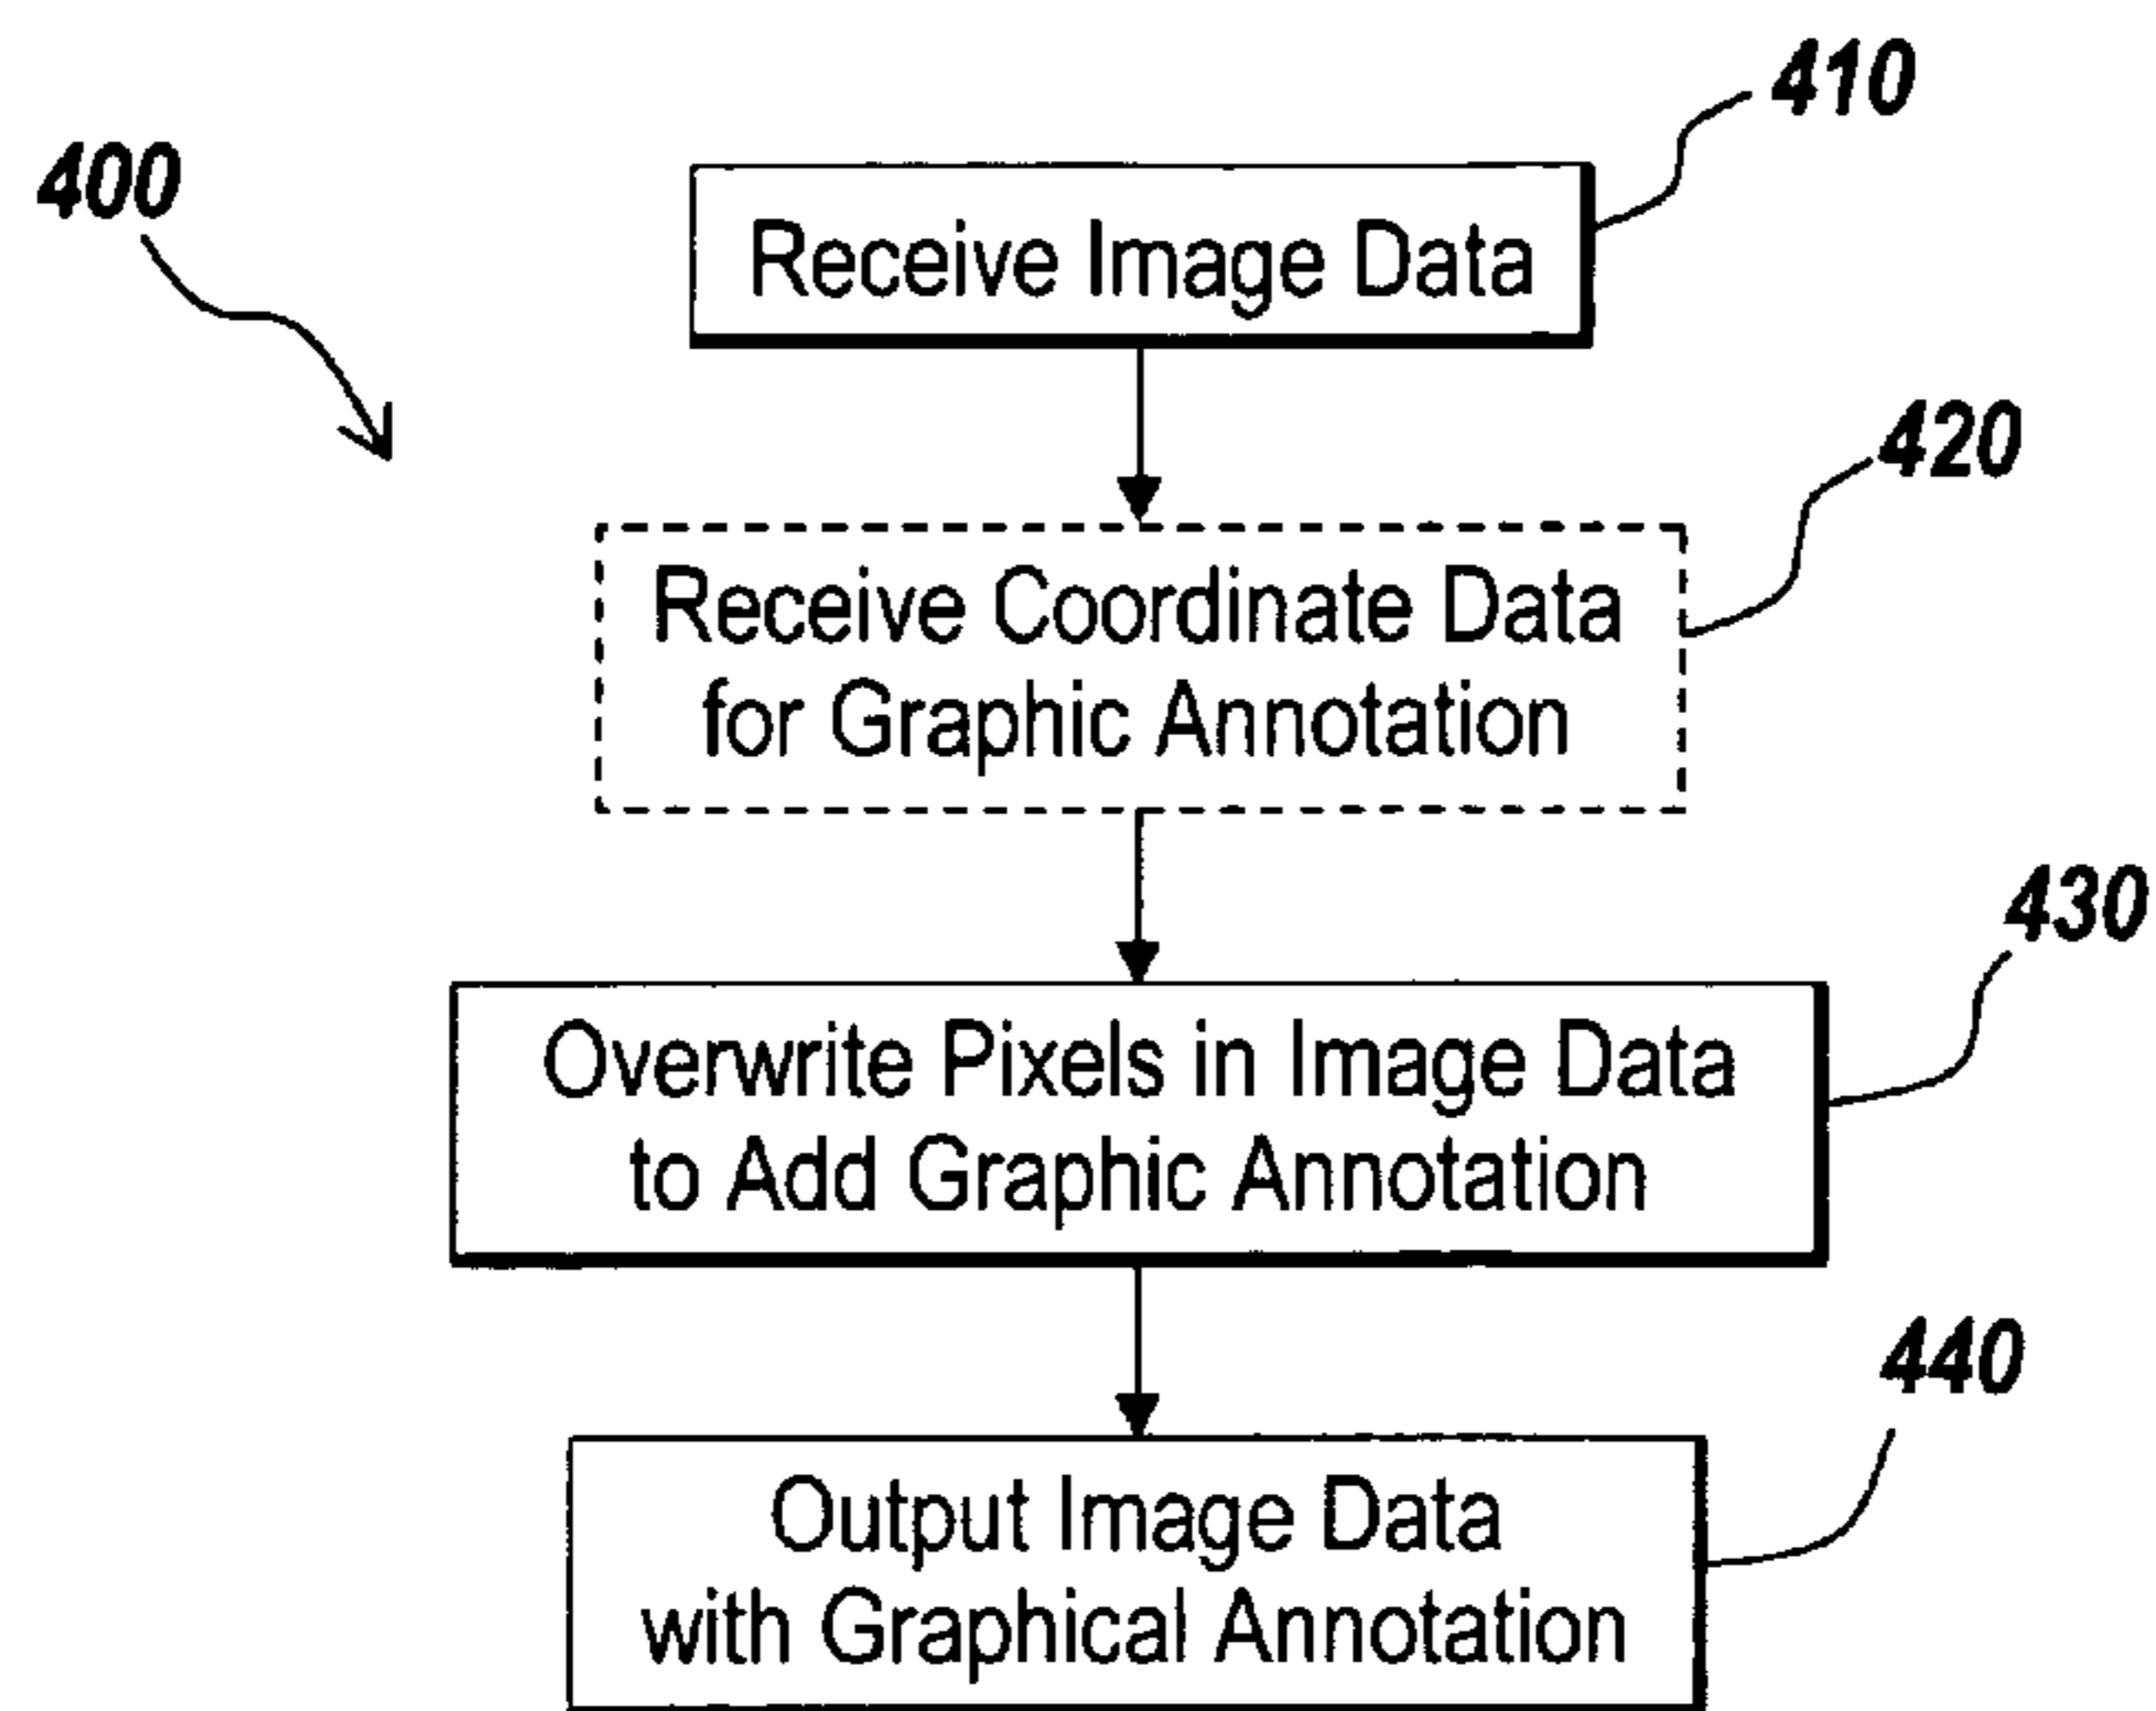 410
400
Receive Image Data
420
Receive Coordinate Data
for Graphic Annotation
430
Overwrite Pixels in Image Data
to Add Graphic Annotation
440
Output Image Data
with Graphical Annotation